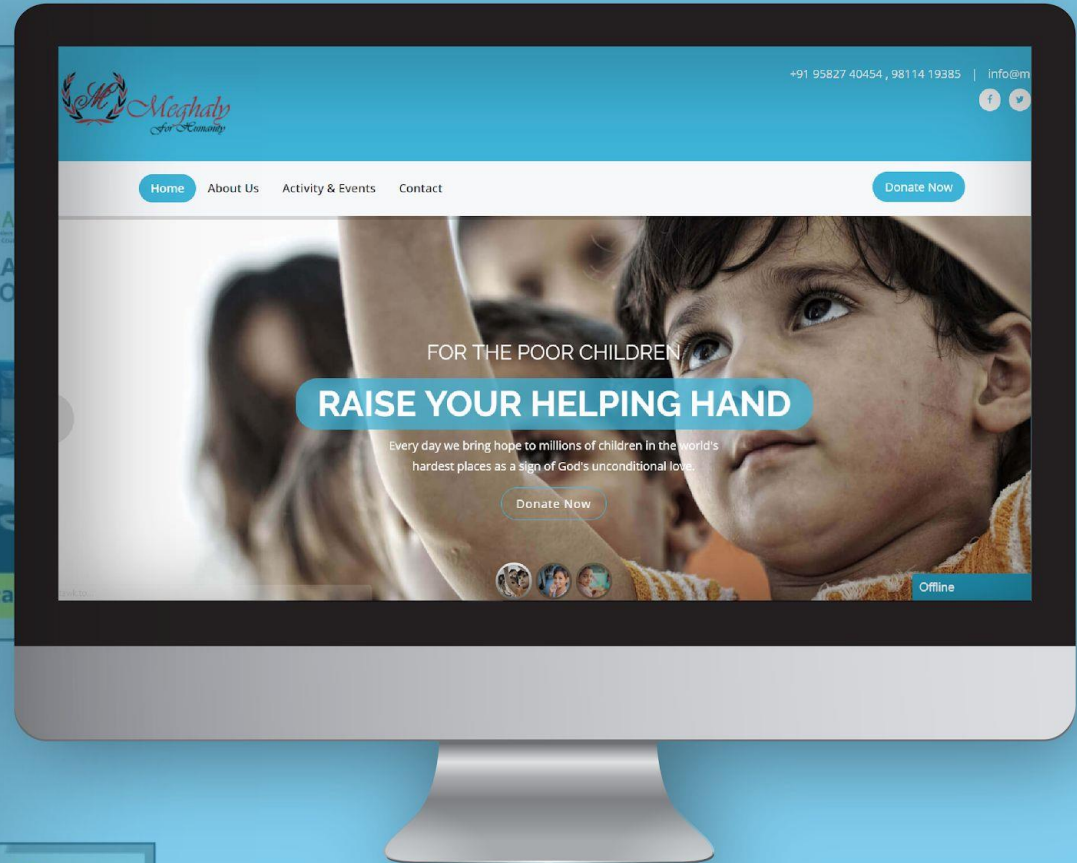 +91 95827 40454 , 98114 19385 | info@m
M
Meghaly
For Humanity
Home About Us Activity & Events Contact Donate Now
FOR THE POOR CHILDREN
RAISE YOUR HELPING HAND
Every day we bring hope to millions of children in the world's
hardest places as a sign of God's unconditional love.
Donate Now
Offline